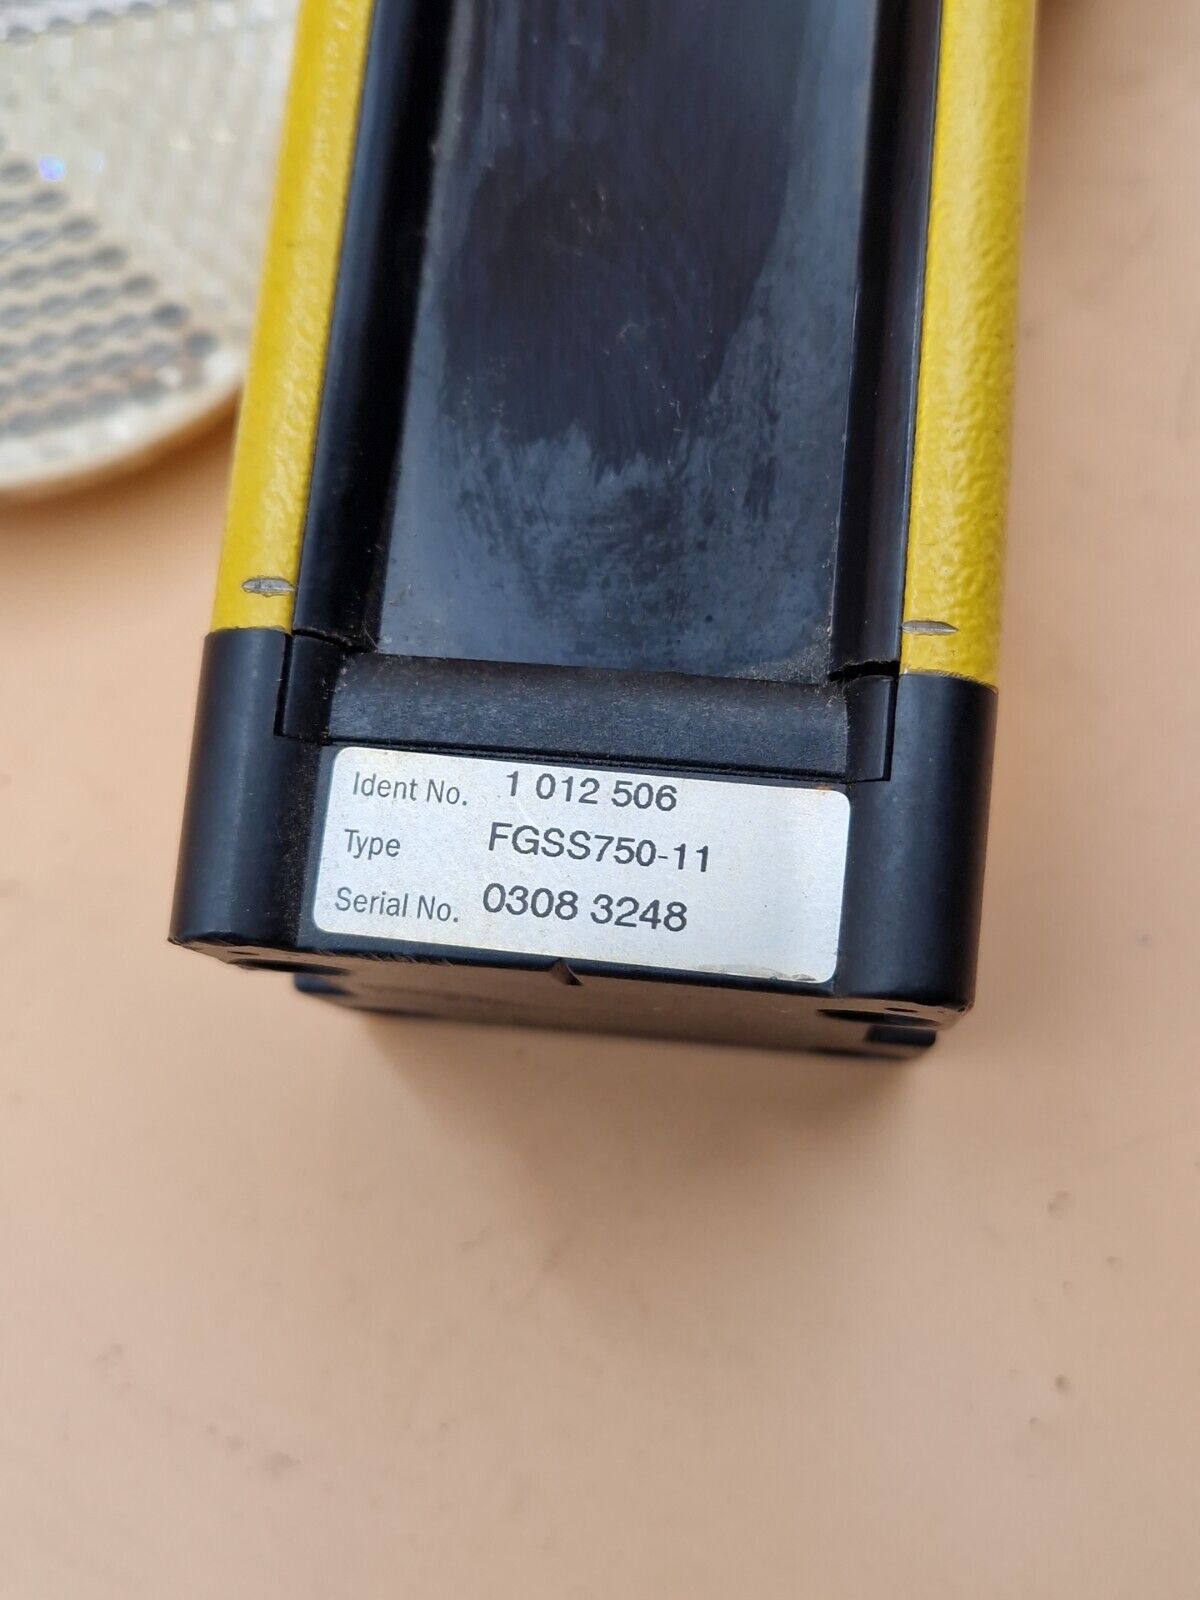 Ident No. 1 012 506
Type FGSS750-11
Serial No. 0308 3248